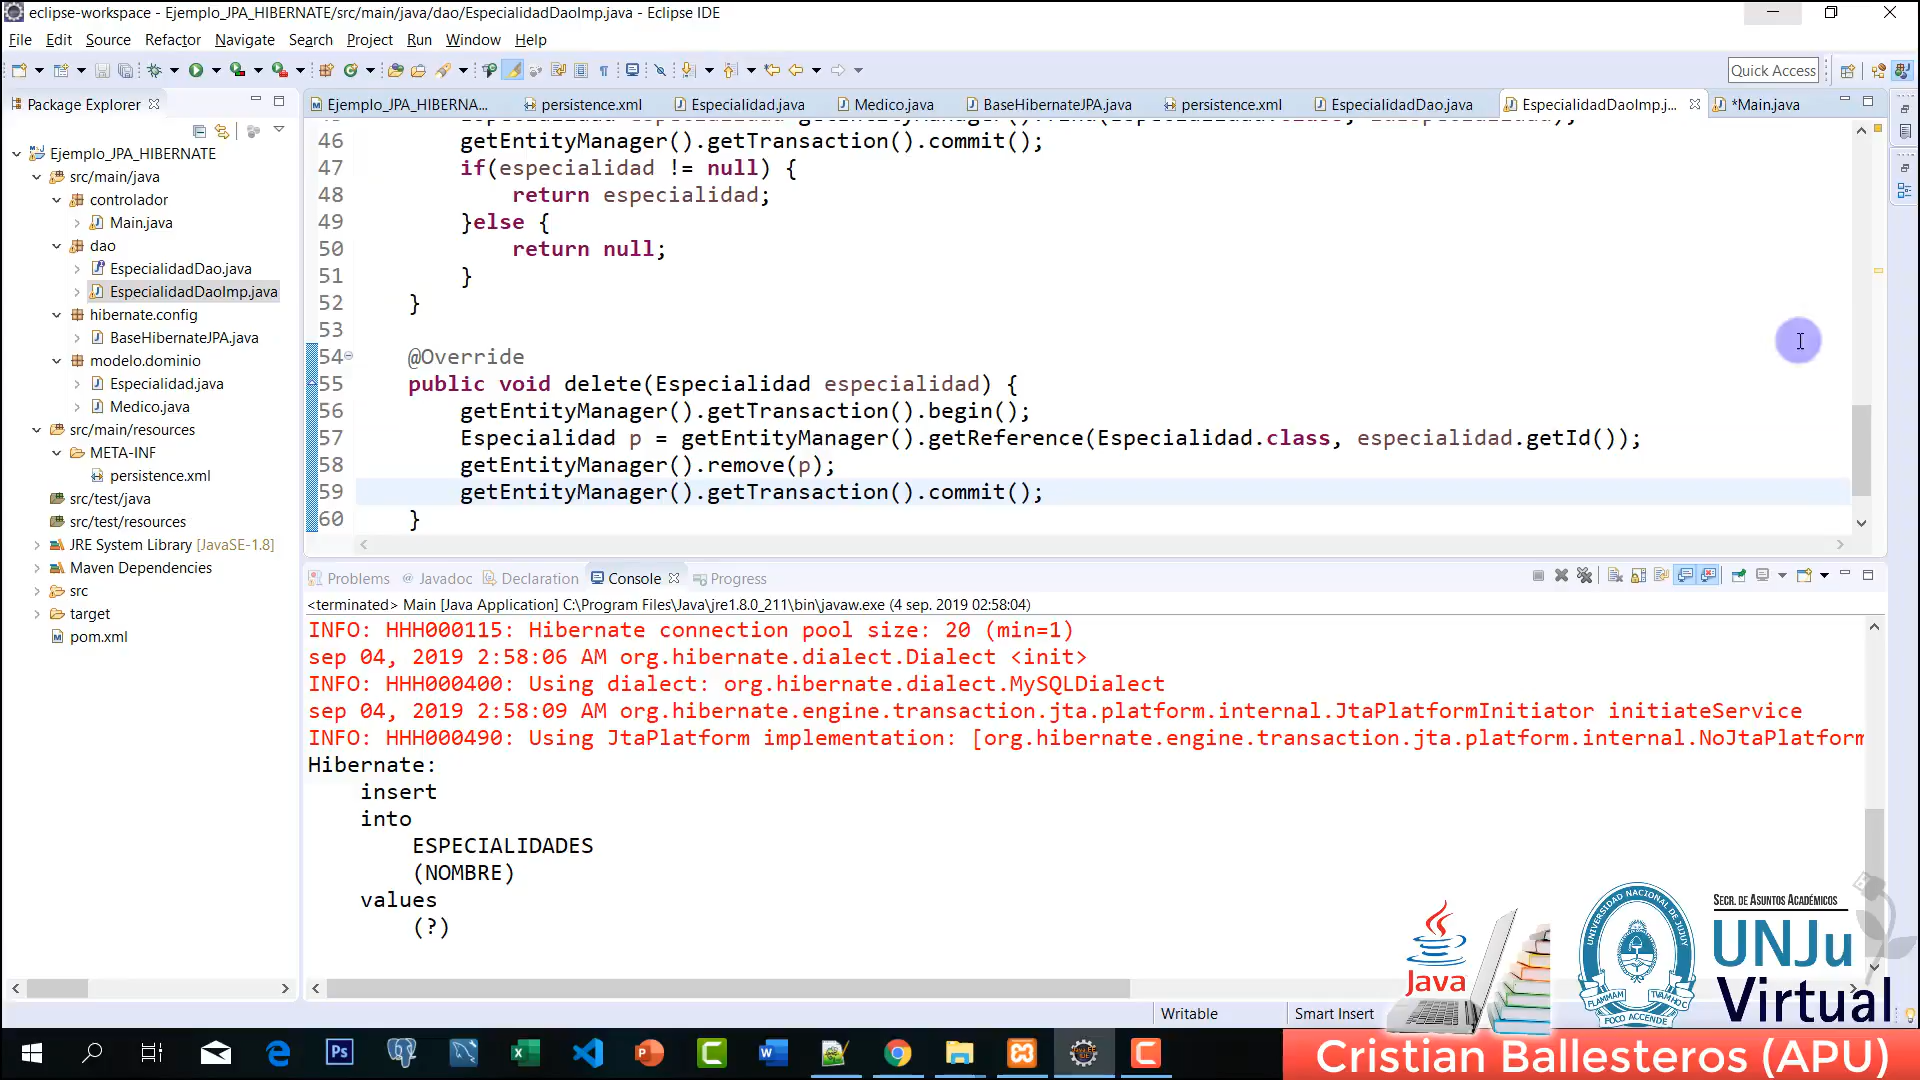 eclipse-workspace - Ejemplo_JPA_HIBERNATE/src/main/java/dao/EspecialidadDaoImp.java - Eclipse IDE
File Edit Source Refactor Navigate Search Project Run Window Help
Quick Access
Package Explorer
Ejemplo_JPA_HIBERNA... persistence.xml Especialidad.java Medico.java BaseHibernateJPA.java persistence.xml EspecialidadDao.java EspecialidadDaoImp.j... *Main.java
Ejemplo_JPA_HIBERNATE
src/main/java
controlador
Main.java
dao
EspecialidadDao.java
EspecialidadDaoImp.java
hibernate.config
BaseHibernateJPA.java
modelo.dominio
Especialidad.java
Medico.java
src/main/resources
META-INF
persistence.xml
src/test/java
src/test/resources
JRE System Library [JavaSE-1.8]
Maven Dependencies
src
target
pom.xml
46 getEntityManager().getTransaction().commit();
47 if(especialidad != null) {
48 return especialidad;
49 }else {
50 return null;
51 }
52 }
53
54 @Override
55 public void delete(Especialidad especialidad) {
56 getEntityManager().getTransaction().begin();
57 Especialidad p = getEntityManager().getReference(Especialidad.class, especialidad.getId());
58 getEntityManager().remove(p);
59 getEntityManager().getTransaction().commit();
60 }
Problems @ Javadoc Declaration Console Progress
<terminated> Main [Java Application] C:\Program Files\Java\jre1.8.0_211\bin\javaw.exe (4 sep. 2019 02:58:04)
INFO: HHH000115: Hibernate connection pool size: 20 (min=1)
sep 04, 2019 2:58:06 AM org.hibernate.dialect.Dialect <init>
INFO: HHH000400: Using dialect: org.hibernate.dialect.MySQLDialect
sep 04, 2019 2:58:09 AM org.hibernate.engine.transaction.jta.platform.internal.JtaPlatformInitiator initiateService
INFO: HHH000490: Using JtaPlatform implementation: [org.hibernate.engine.transaction.jta.platform.internal.NoJtaPlatform
Hibernate:
insert
into
ESPECIALIDADES
(NOMBRE)
values
(?)
Writable Smart Insert
Java
UNIVERSIDAD NACIONAL DE JUJUY
FOCO ACCENDE
SECR. DE ASUNTOS ACADÉMICOS
UNJu
Virtual
Cristian Ballesteros (APU)